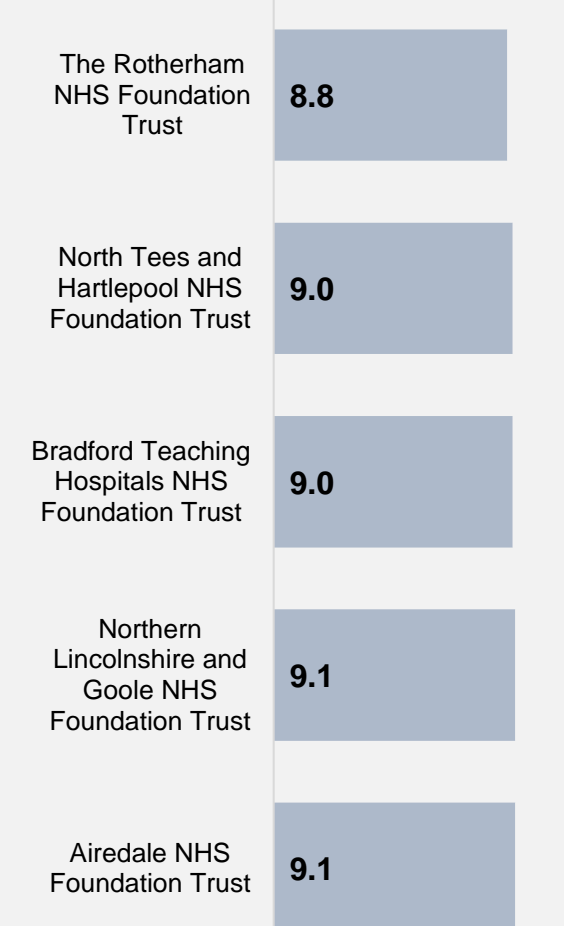 The Rotherham
NHS Foundation
Trust
8.8
North Tees and
Hartlepool NHS
Foundation Trust
9.0
Bradford Teaching
Hospitals NHS
Foundation Trust
9.0
Northern
Lincolnshire and
Goole NHS
Foundation Trust
9.1
Airedale NHS
Foundation Trust
9.1